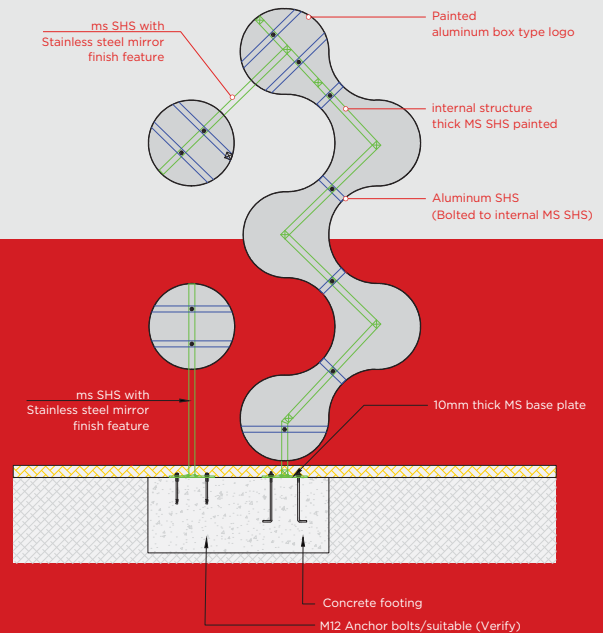 ms SHS with
Stainless steel mirror
finish feature
Painted
aluminum box type logo
internal structure
thick MS SHS painted
Aluminum SHS
(Bolted to internal MS SHS)
ms SHS with
Stainless steel mirror
finish feature
10mm thick MS base plate
Concrete footing
M12 Anchor bolts/suitable (Verify)